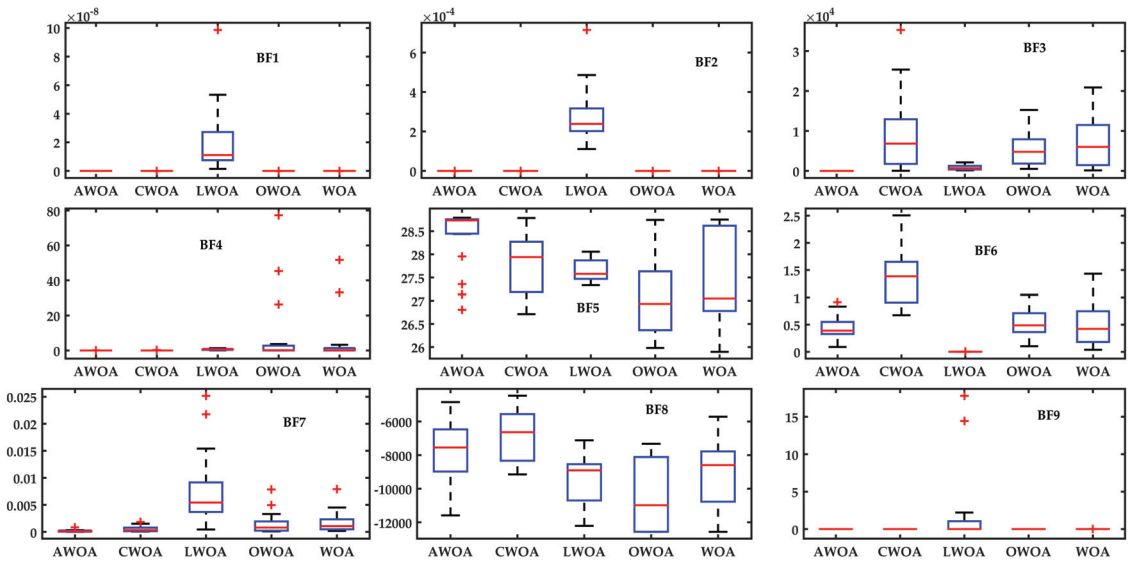 ×10⁻⁸
10
8
6
4
2
0
BF1
AWOA CWOA LWOA OWOA WOA
×10⁻⁴
6
4
2
0
BF2
AWOA CWOA LWOA OWOA WOA
×10⁴
3
2
1
0
BF3
AWOA CWOA LWOA OWOA WOA
80
60
40
20
0
BF4
AWOA CWOA LWOA OWOA WOA
28.5
28
27.5
27
26.5
26
BF5
AWOA CWOA LWOA OWOA WOA
2.5
2
1.5
1
0.5
0
BF6
AWOA CWOA LWOA OWOA WOA
0.025
0.02
0.015
0.01
0.005
0
BF7
AWOA CWOA LWOA OWOA WOA
-6000
-8000
-10000
-12000
BF8
AWOA CWOA LWOA OWOA WOA
15
10
5
0
BF9
AWOA CWOA LWOA OWOA WOA